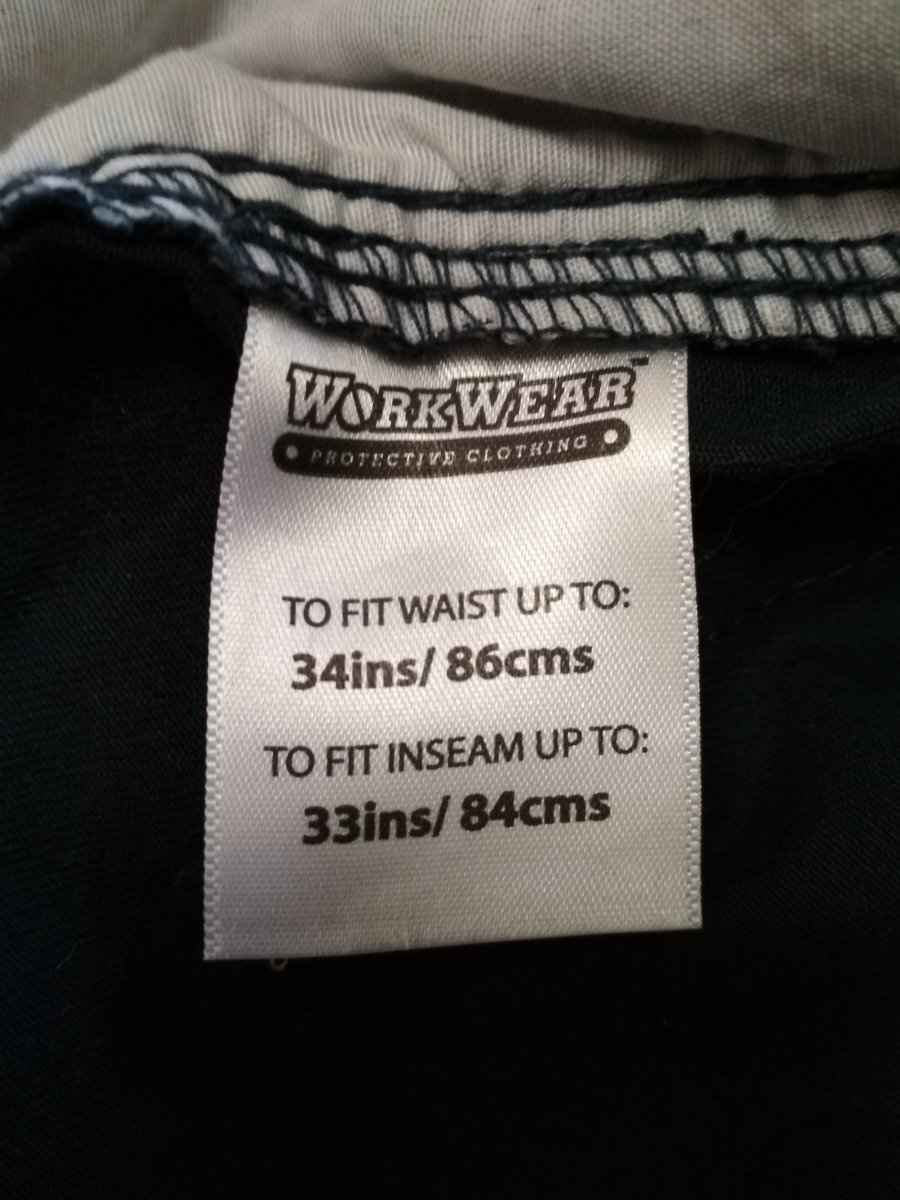 WORKWEAR™
PROTECTIVE CLOTHING
TO FIT WAIST UP TO:
34ins/ 86cms
TO FIT INSEAM UP TO:
33ins/ 84cms